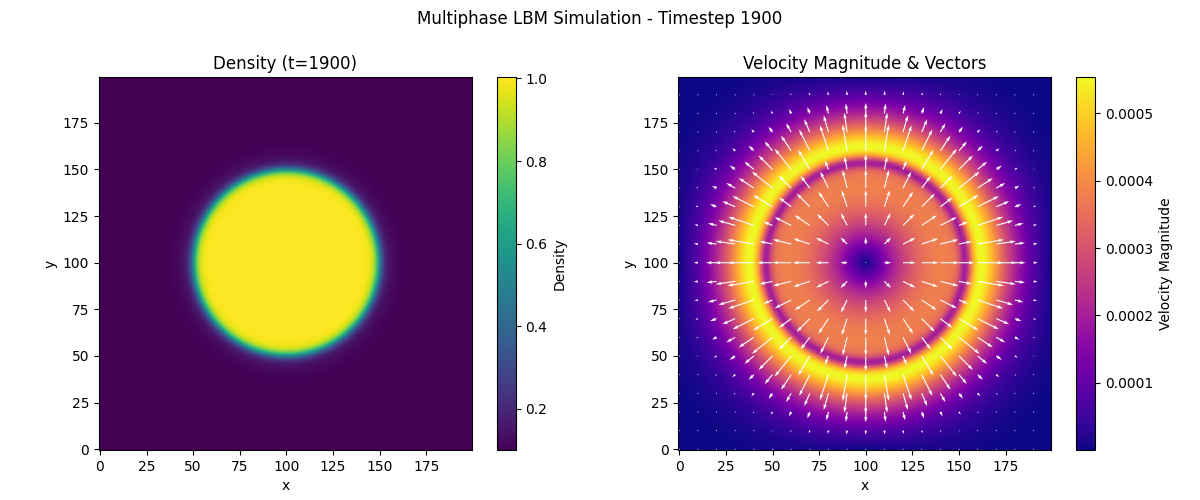 Multiphase LBM Simulation - Timestep 1900
Density (t=1900)
175
150
125
100
75
50
25
0
y
0 25 50 75 100 125 150 175
x
1.0
0.8
0.6
0.4
0.2
Density
Velocity Magnitude & Vectors
175
150
125
100
75
50
25
0
y
0 25 50 75 100 125 150 175
x
0.0005
0.0004
0.0003
0.0002
0.0001
Velocity Magnitude